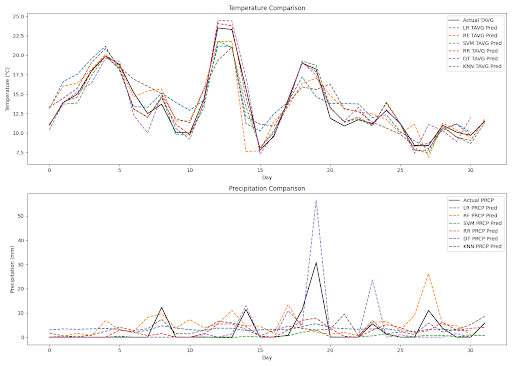 Temperature Comparison
25.0
22.5
20.0
17.5
15.0
12.5
10.0
7.5
Temperature (°C)
Actual TAVG
LR TAVG Pred
RF TAVG Pred
SVM TAVG Pred
RR TAVG Pred
DT TAVG Pred
KNN TAVG Pred
0 5 10 15 20 25 30
Day
Precipitation Comparison
50
40
30
20
10
0
Precipitation (mm)
Actual PRCP
LR PRCP Pred
RF PRCP Pred
SVM PRCP Pred
RR PRCP Pred
DT PRCP Pred
KNN PRCP Pred
0 5 10 15 20 25 30
Day